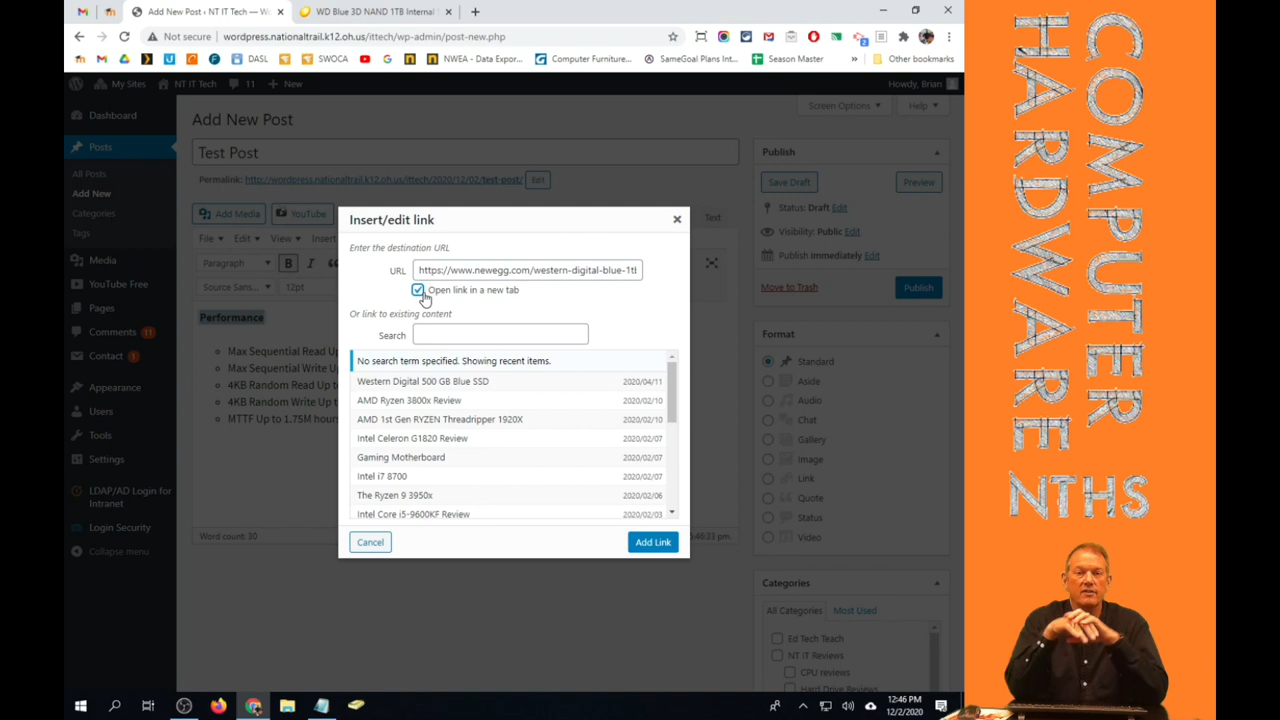 Add New Post ‹ NT IT Tech — Wo
WD Blue 3D NAND 1TB Internal
Not secure
wordpress.nationaltrail.k12.oh.us/ittech/wp-admin/post-new.php
DASL
SWOCA
NWEA - Data Expor...
Computer Furniture...
SameGoal Plans Int...
Season Master
»
Other bookmarks
My Sites
NT IT Tech
11
+ New
Howdy, Brian
Dashboard
Posts
All Posts
Add New
Categories
Tags
Media
YouTube Free
Pages
Comments 11
Contact 1
Appearance
Users
Tools
Settings
LDAP/AD Login for
Intranet
Login Security
Collapse menu
Screen Options
Help
Add New Post
Test Post
Permalink: http://wordpress.nationaltrail.k12.oh.us/ittech/2020/12/02/test-post/ Edit
Add Media
YouTube
Text
File
Edit
View
Insert
Paragraph
B
I
Source Sans...
12pt
Performance
Max Sequential Read Up
Max Sequential Write Up
4KB Random Read Up to
4KB Random Write Up to
MTTF Up to 1.75M hours
Word count: 30
:46:33 pm.
Insert/edit link
Enter the destination URL
URL https://www.newegg.com/western-digital-blue-1tl
Open link in a new tab
Or link to existing content
Search
No search term specified. Showing recent items.
Western Digital 500 GB Blue SSD 2020/04/11
AMD Ryzen 3800x Review 2020/02/10
AMD 1st Gen RYZEN Threadripper 1920X 2020/02/10
Intel Celeron G1820 Review 2020/02/07
Gaming Motherboard 2020/02/07
Intel i7 8700 2020/02/07
The Ryzen 9 3950x 2020/02/06
Intel Core i5-9600KF Review 2020/02/03
Cancel
Add Link
Publish
Save Draft
Preview
Status: Draft Edit
Visibility: Public Edit
Publish immediately Edit
Move to Trash
Publish
Format
Standard
Aside
Audio
Chat
Gallery
Image
Link
Quote
Status
Video
Categories
All Categories
Most Used
Ed Tech Teach
NT IT Reviews
CPU reviews
Hard Drive Reviews
12:46 PM
12/2/2020
COMPUTER
HARDWARE
NTHS